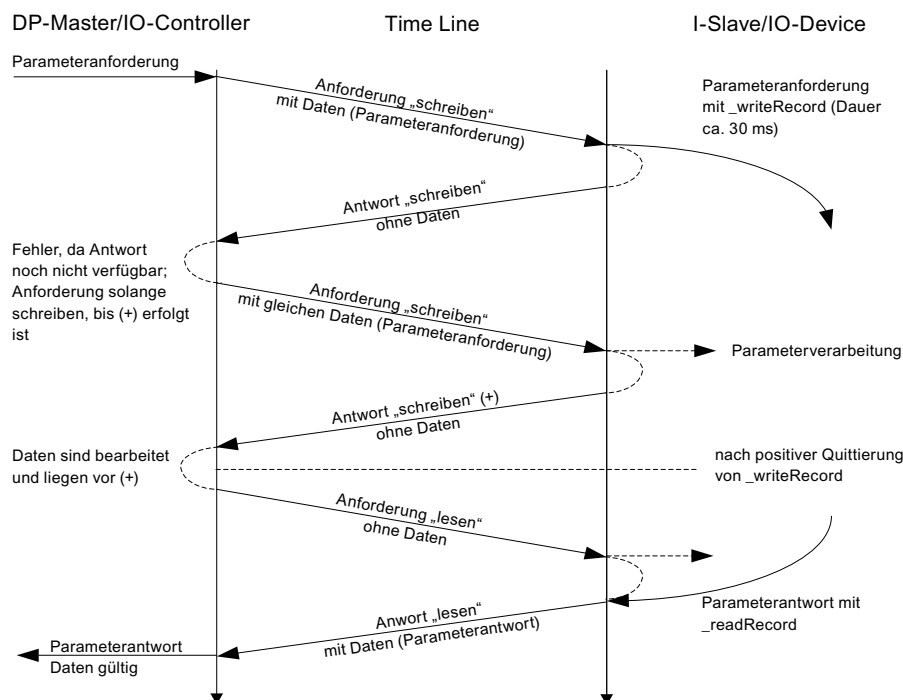 DP-Master/IO-Controller
Time Line
I-Slave/IO-Device
Parameteranforderung
Anforderung „schreiben“
mit Daten (Parameteranforderung)
Parameteranforderung
mit _writeRecord (Dauer
ca. 30 ms)
Antwort „schreiben“
ohne Daten
Fehler, da Antwort
noch nicht verfügbar;
Anforderung solange
schreiben, bis (+) erfolgt
ist
Anforderung „schreiben“
mit gleichen Daten (Parameteranforderung)
Parameterverarbeitung
Antwort „schreiben“ (+)
ohne Daten
Daten sind bearbeitet
und liegen vor (+)
nach positiver Quittierung
von _writeRecord
Anforderung „lesen“
ohne Daten
Anwort „lesen“
mit Daten (Parameterantwort)
Parameterantwort mit
_readRecord
Parameterantwort
Daten gültig